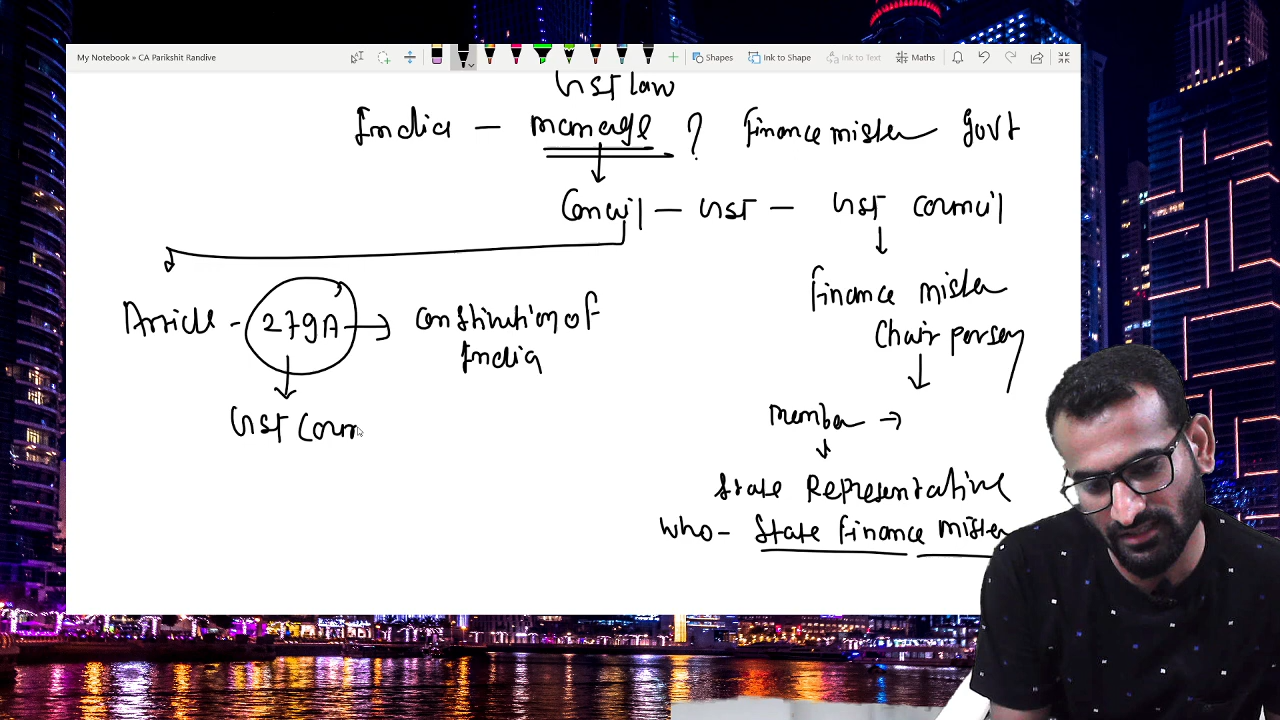 My Notebook » CA Parikshit Randive
Shapes
Ink to Shape
Ink to Text
Maths
GST law
India - manage ? Finance mister Govt
Concuil - GST - GST council
Finance mister
Chair person
Article - 279A → Constitution of
India
GST Coun
member →
State Representative
who - State Finance mister